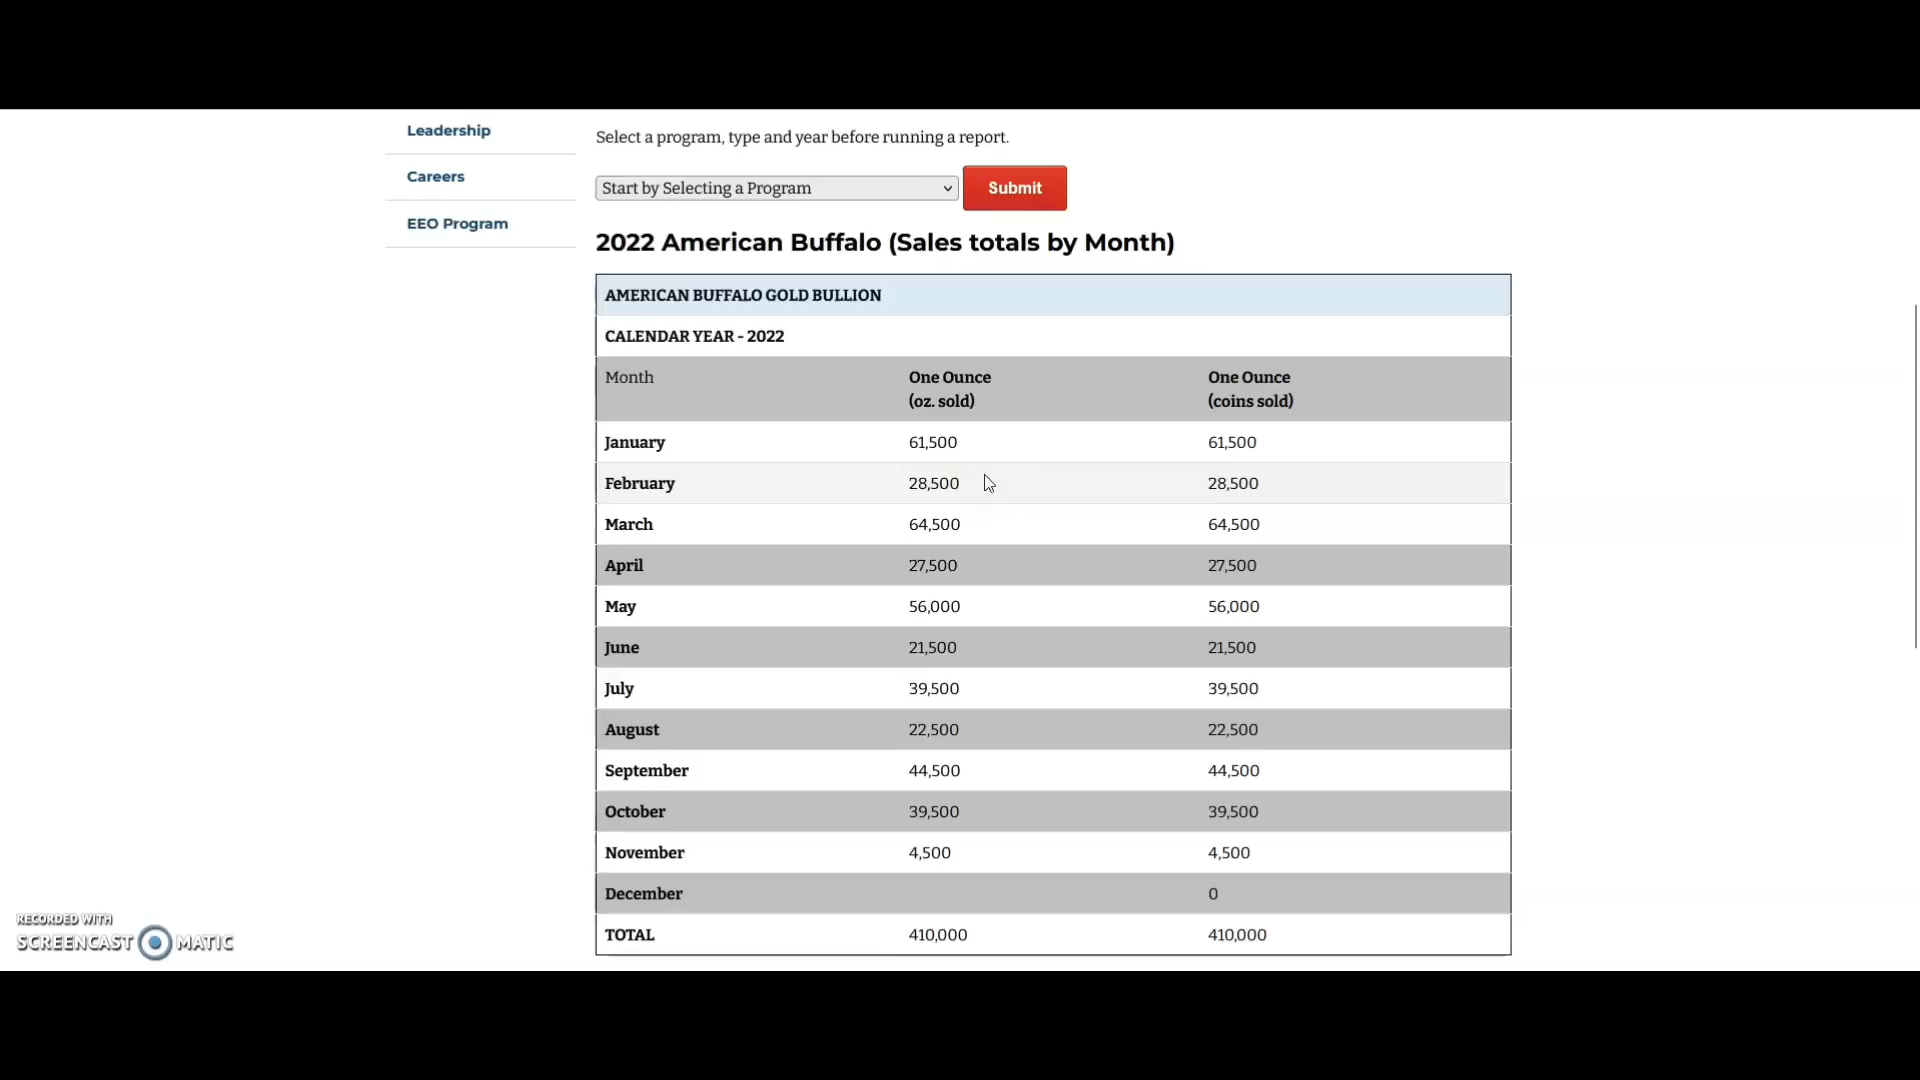 Leadership
Careers
EEO Program
Select a program, type and year before running a report.
Start by Selecting a Program
Submit
2022 American Buffalo (Sales totals by Month)
AMERICAN BUFFALO GOLD BULLION
CALENDAR YEAR - 2022
Month One Ounce (oz. sold) One Ounce (coins sold)
January 61,500 61,500
February 28,500 28,500
March 64,500 64,500
April 27,500 27,500
May 56,000 56,000
June 21,500 21,500
July 39,500 39,500
August 22,500 22,500
September 44,500 44,500
October 39,500 39,500
November 4,500 4,500
December 0
TOTAL 410,000 410,000
RECORDED WITH
SCREENCAST MATIC